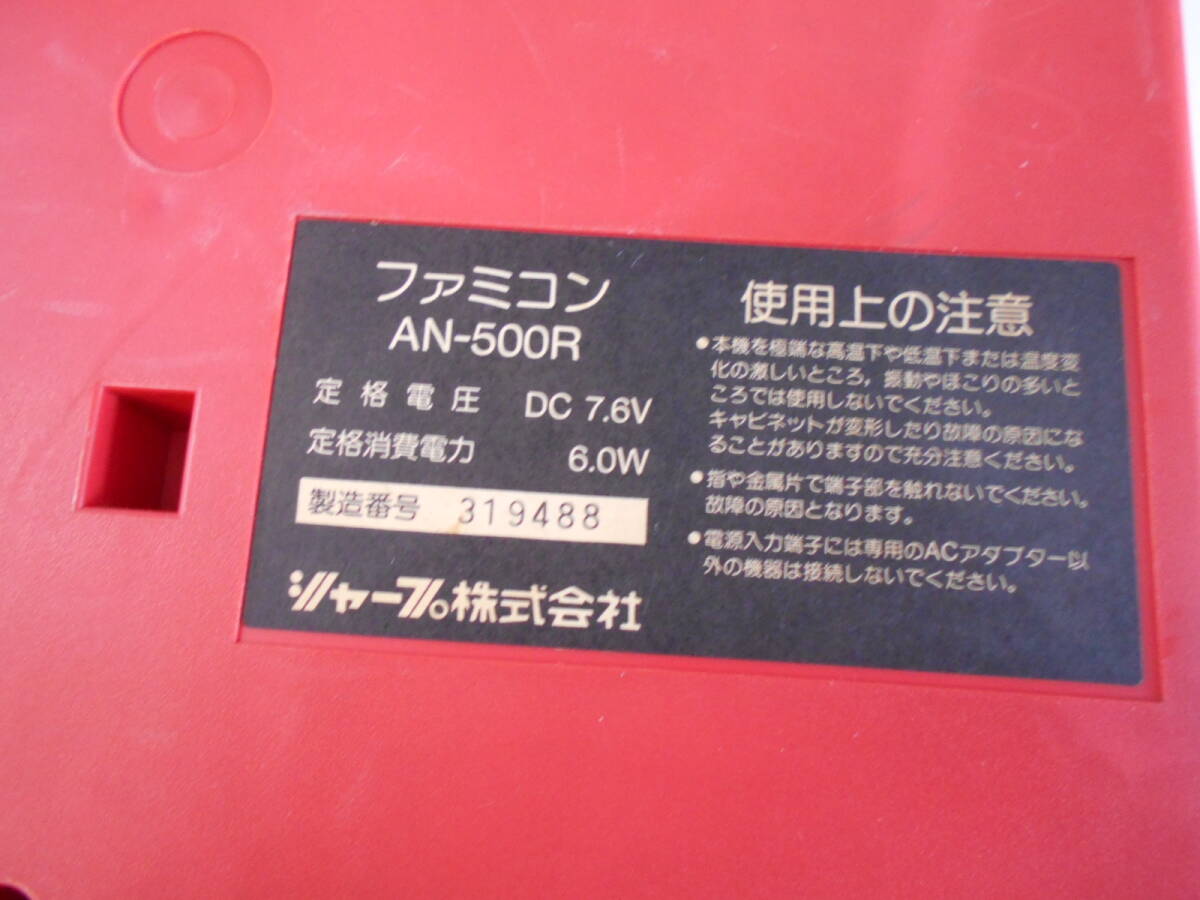 ファミコン
AN-500R
定格電圧 DC 7.6V
定格消費電力 6.0W
製造番号 319488
シャープ株式会社
使用上の注意
●本機を極端な高温下や低温下または温度変
化の激しいところ，振動やほこりの多いと
ころでは使用しないでください。
キャビネットが変形したり故障の原因にな
ることがありますので充分注意ください。
●指や金属片で端子部を触れないでください。
故障の原因となります。
●電源入力端子には専用のACアダプター以
外の機器は接続しないでください。